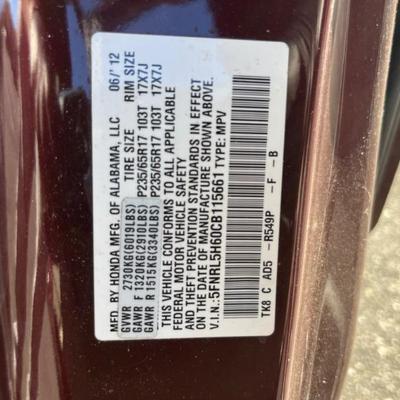 MFD. BY HONDA MFG. OF ALABAMA, LLC 06/'12
TIRE SIZE RIM SIZE
GVWR 2730KG(6019LBS)
GAWR F 1320KG(2910LBS) P235/65R17 103T 17X7J
GAWR R 1515KG(3340LBS) P235/65R17 103T 17X7J
THIS VEHICLE CONFORMS TO ALL APPLICABLE
FEDERAL MOTOR VEHICLE SAFETY
AND THEFT PREVENTION STANDARDS IN EFFECT
ON THE DATE OF MANUFACTURE SHOWN ABOVE.
V.I.N.: 5FNRL5H60CB115661 TYPE: MPV
TK8 C AD5 -R549P -F -B